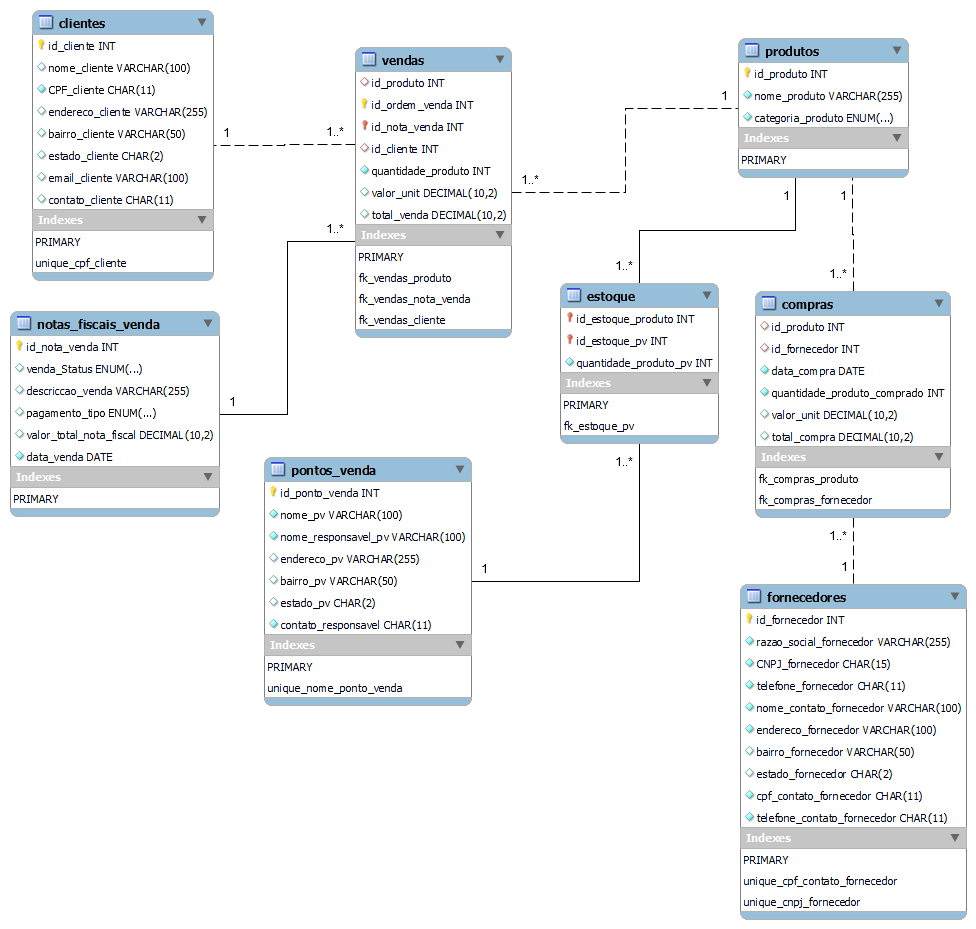 clientes
id_cliente INT
nome_cliente VARCHAR(100)
CPF_cliente CHAR(11)
endereco_cliente VARCHAR(255)
bairro_cliente VARCHAR(50)
estado_cliente CHAR(2)
email_cliente VARCHAR(100)
contato_cliente CHAR(11)
Indexes
PRIMARY
unique_cpf_cliente
1
1..*
vendas
id_produto INT
id_ordem_venda INT
id_nota_venda INT
id_cliente INT
quantidade_produto INT
valor_unit DECIMAL(10,2)
total_venda DECIMAL(10,2)
Indexes
PRIMARY
fk_vendas_produto
fk_vendas_nota_venda
fk_vendas_cliente
1..*
1..*
1
produtos
id_produto INT
nome_produto VARCHAR(255)
categoria_produto ENUM(...)
Indexes
PRIMARY
1
1
1..*
1..*
notas_fiscais_venda
id_nota_venda INT
venda_Status ENUM(...)
descriccao_venda VARCHAR(255)
pagamento_tipo ENUM(...)
valor_total_nota_fiscal DECIMAL(10,2)
data_venda DATE
Indexes
PRIMARY
1
estoque
id_estoque_produto INT
id_estoque_pv INT
quantidade_produto_pv INT
Indexes
PRIMARY
fk_estoque_pv
1..*
compras
id_produto INT
id_fornecedor INT
data_compra DATE
quantidade_produto_comprado INT
valor_unit DECIMAL(10,2)
total_compra DECIMAL(10,2)
Indexes
fk_compras_produto
fk_compras_fornecedor
1..*
1
pontos_venda
id_ponto_venda INT
nome_pv VARCHAR(100)
nome_responsavel_pv VARCHAR(100)
endereco_pv VARCHAR(255)
bairro_pv VARCHAR(50)
estado_pv CHAR(2)
contato_responsavel CHAR(11)
Indexes
PRIMARY
unique_nome_ponto_venda
1
fornecedores
id_fornecedor INT
razao_social_fornecedor VARCHAR(255)
CNPJ_fornecedor CHAR(15)
telefone_fornecedor CHAR(11)
nome_contato_fornecedor VARCHAR(100)
endereco_fornecedor VARCHAR(100)
bairro_fornecedor VARCHAR(50)
estado_fornecedor CHAR(2)
cpf_contato_fornecedor CHAR(11)
telefone_contato_fornecedor CHAR(11)
Indexes
PRIMARY
unique_cpf_contato_fornecedor
unique_cnpj_fornecedor